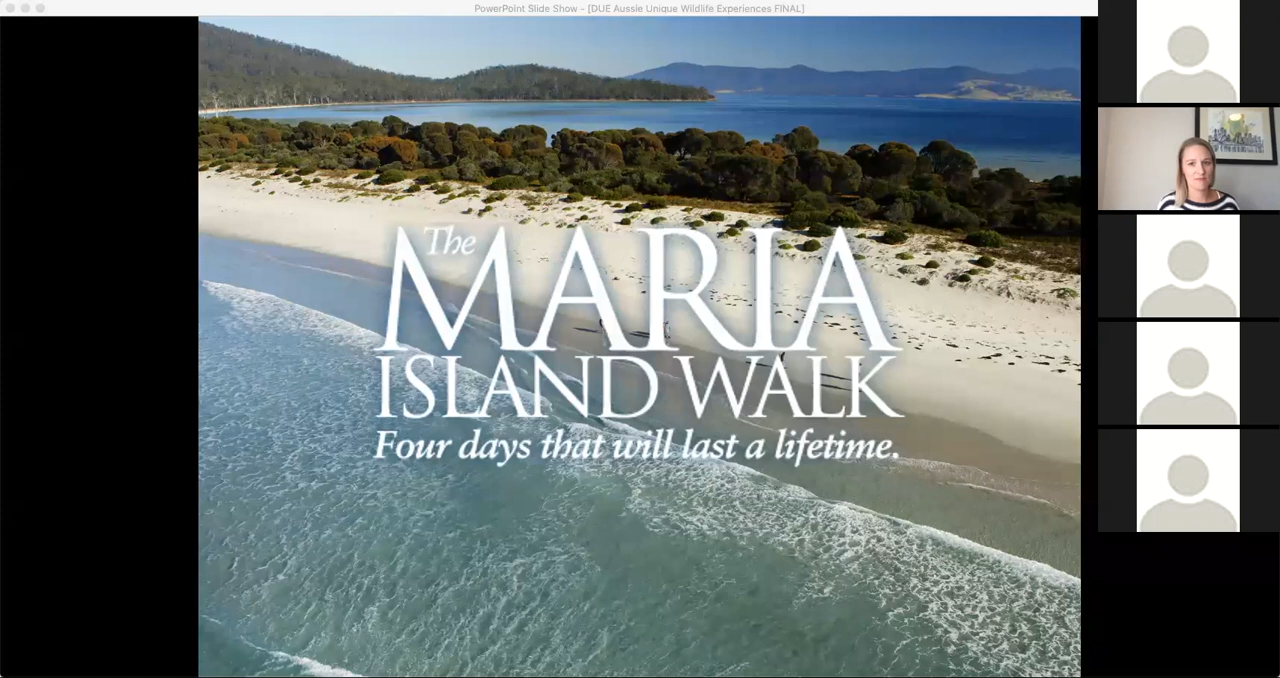 PowerPoint Slide Show - [DUE Aussie Unique Wildlife Experiences FINAL]
The
MARIA
ISLAND WALK
Four days that will last a lifetime.